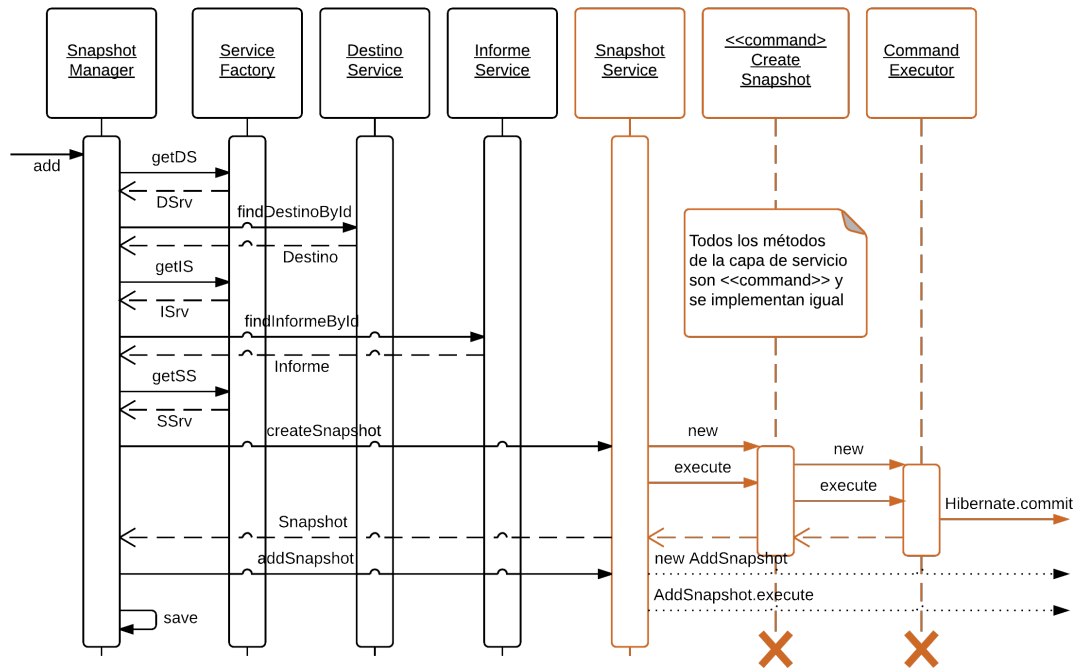 Snapshot
Manager
Service
Factory
Destino
Service
Informe
Service
Snapshot
Service
<<command>
Create
Snapshot
Command
Executor
add
getDS
DSrv
findDestinoById
Destino
getIS
ISrv
findInformeById
Informe
getSS
SSrv
createSnapshot
Todos los métodos
de la capa de servicio
son <<command>> y
se implementan igual
new
execute
new
execute
Hibernate.commit
Snapshot
addSnapshot
new AddSnapshot
AddSnapshot.execute
save